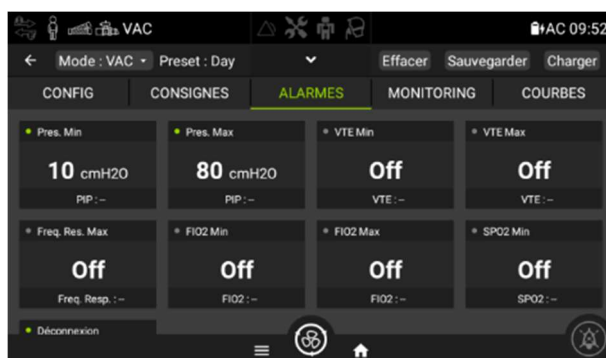 VAC AC 09:52
Mode : VAC Preset : Day Effacer Sauvegarder Charger
CONFIG CONSIGNES ALARMES MONITORING COURBES
Pres. Min Pres. Max VTE Min VTE Max
10 cmH2O 80 cmH2O Off Off
PIP : – PIP : – VTE : – VTE : –
Freq. Res. Max FIO2 Min FIO2 Max SPO2 Min
Off Off Off Off
Freq. Resp. : – FIO2 : – FIO2 : – SPO2 : –
Déconnexion